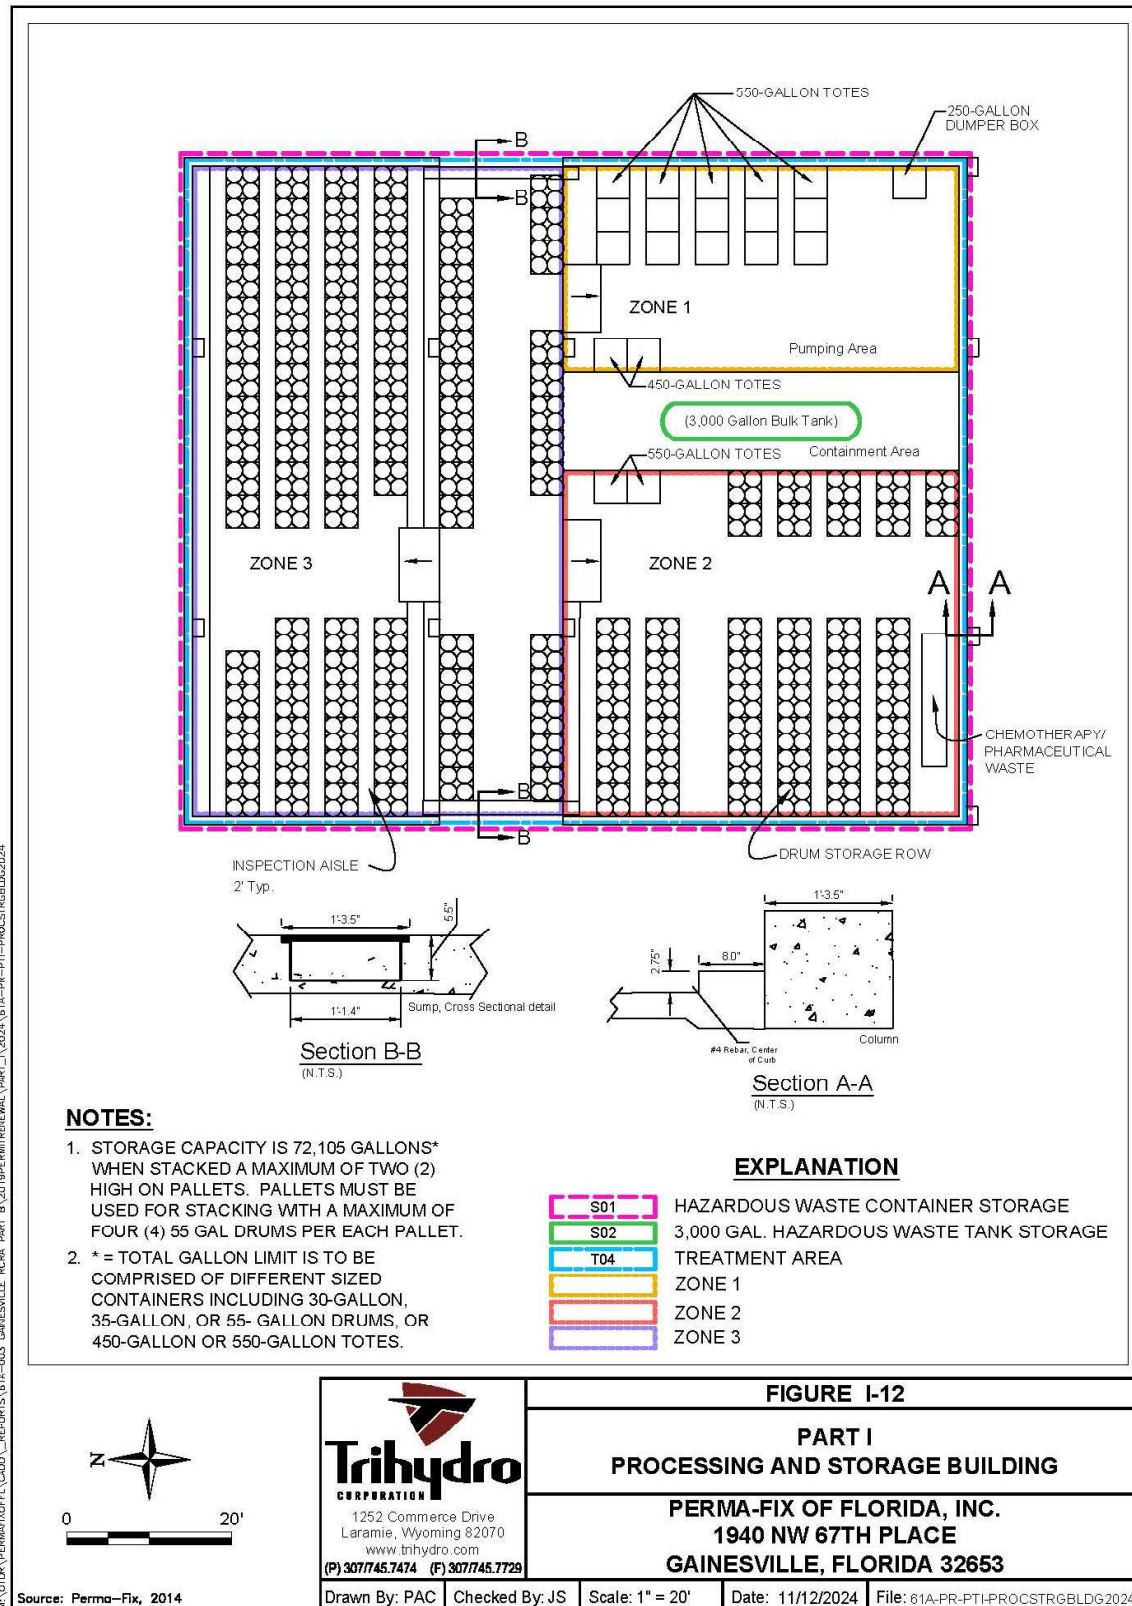 550-GALLON TOTES
250-GALLON
DUMPER BOX
B
B
ZONE 1
Pumping Area
450-GALLON TOTES
(3,000 Gallon Bulk Tank)
550-GALLON TOTES
Containment Area
ZONE 3
ZONE 2
A
A
CHEMOTHERAPY/
PHARMACEUTICAL
WASTE
B
B
INSPECTION AISLE
2' Typ.
DRUM STORAGE ROW
1'-3.5"
5.5"
1'-1.4"
Sump, Cross Sectional detail
Section B-B
(N.T.S.)
1'-3.5"
8.0"
2.75"
#4 Rebar, Center
of Curb
Column
Section A-A
(N.T.S.)
NOTES:
1. STORAGE CAPACITY IS 72,105 GALLONS*
WHEN STACKED A MAXIMUM OF TWO (2)
HIGH ON PALLETS. PALLETS MUST BE
USED FOR STACKING WITH A MAXIMUM OF
FOUR (4) 55 GAL DRUMS PER EACH PALLET.
2. * = TOTAL GALLON LIMIT IS TO BE
COMPRISED OF DIFFERENT SIZED
CONTAINERS INCLUDING 30-GALLON,
35-GALLON, OR 55- GALLON DRUMS, OR
450-GALLON OR 550-GALLON TOTES.
EXPLANATION
S01 HAZARDOUS WASTE CONTAINER STORAGE
S02 3,000 GAL. HAZARDOUS WASTE TANK STORAGE
T04 TREATMENT AREA
ZONE 1
ZONE 2
ZONE 3
N
0 20'
Source: Perma-Fix, 2014
Trihydro
CORPORATION
1252 Commerce Drive
Laramie, Wyoming 82070
www.trihydro.com
(P) 307/745.7474 (F) 307/745.7729
FIGURE I-12
PART I
PROCESSING AND STORAGE BUILDING
PERMA-FIX OF FLORIDA, INC.
1940 NW 67TH PLACE
GAINESVILLE, FLORIDA 32653
Drawn By: PAC Checked By: JS Scale: 1" = 20' Date: 11/12/2024 File: 61A-PR-PTI-PROCSTRGBLDG2024